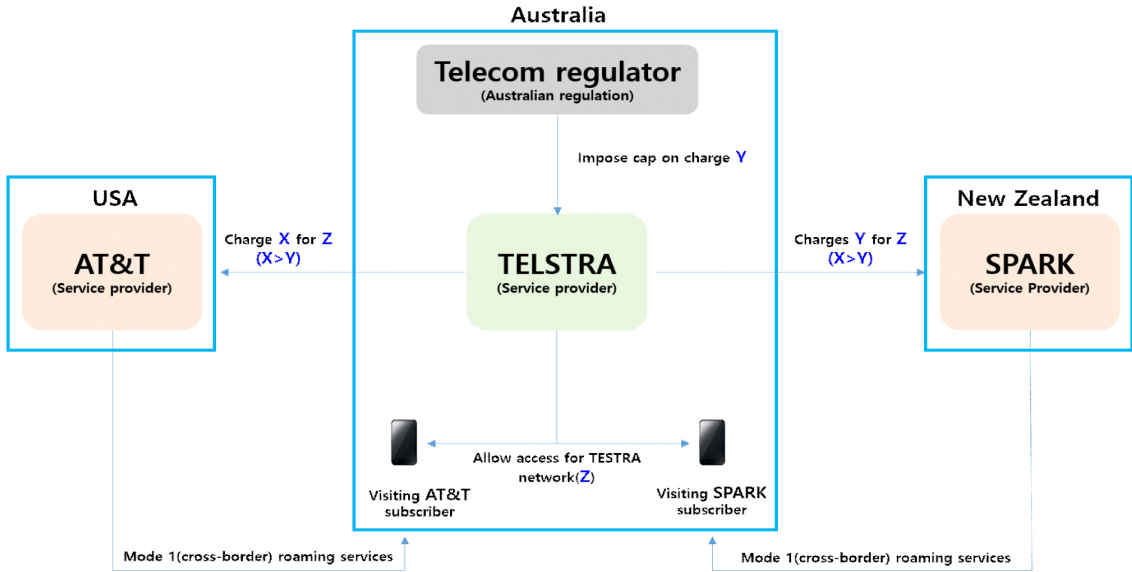 Australia
Telecom regulator
(Australian regulation)
Impose cap on charge Y
USA
AT&T
(Service provider)
Charge X for Z
(X>Y)
TELSTRA
(Service provider)
Charges Y for Z
(X>Y)
New Zealand
SPARK
(Service Provider)
Allow access for TESTRA
network(Z)
Visiting AT&T
subscriber
Visiting SPARK
subscriber
Mode 1(cross-border) roaming services
Mode 1(cross-border) roaming services